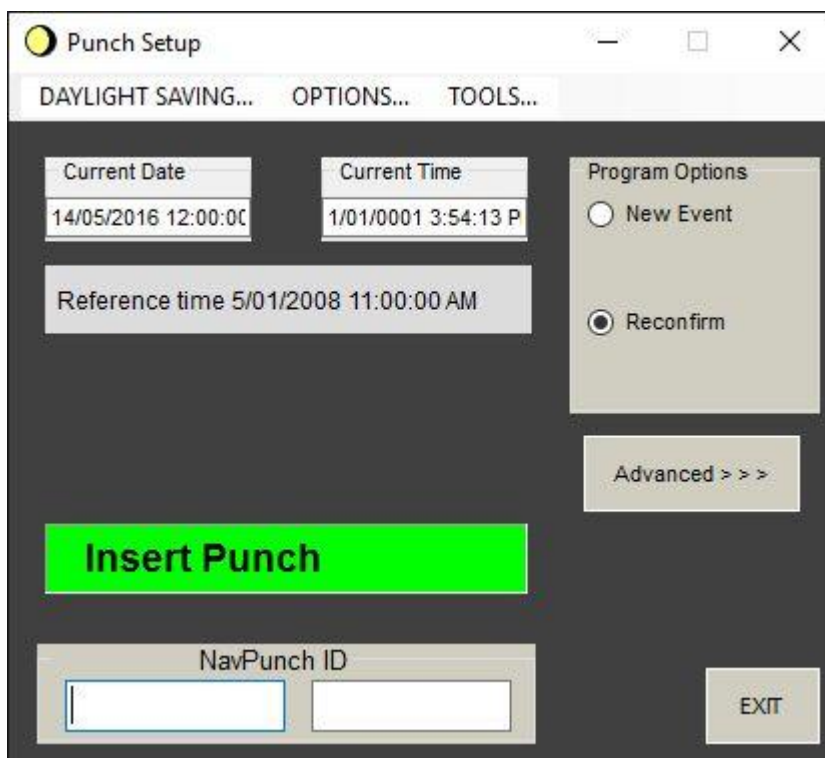 Punch Setup
DAYLIGHT SAVING... OPTIONS... TOOLS...
Current Date
14/05/2016 12:00:00
Current Time
1/01/0001 3:54:13 P
Program Options
New Event
Reconfirm
Reference time 5/01/2008 11:00:00 AM
Advanced > > >
Insert Punch
NavPunch ID
EXIT